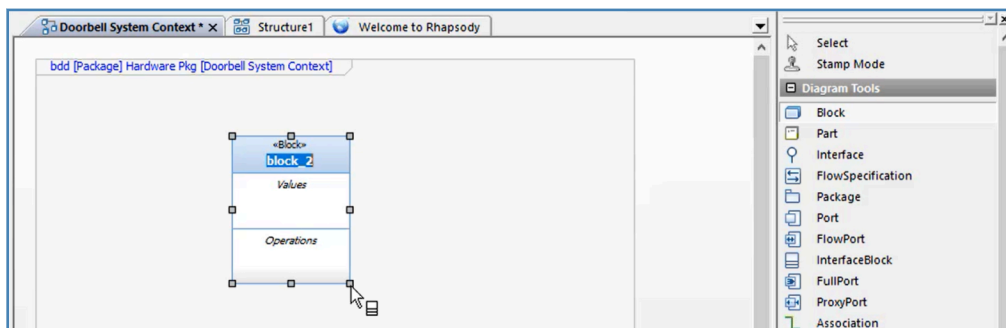 Doorbell System Context *
Structure1
Welcome to Rhapsody
bdd [Package] Hardware Pkg [Doorbell System Context]
«Block»
block_2
Values
Operations
Select
Stamp Mode
Diagram Tools
Block
Part
Interface
FlowSpecification
Package
Port
FlowPort
InterfaceBlock
FullPort
ProxyPort
Association